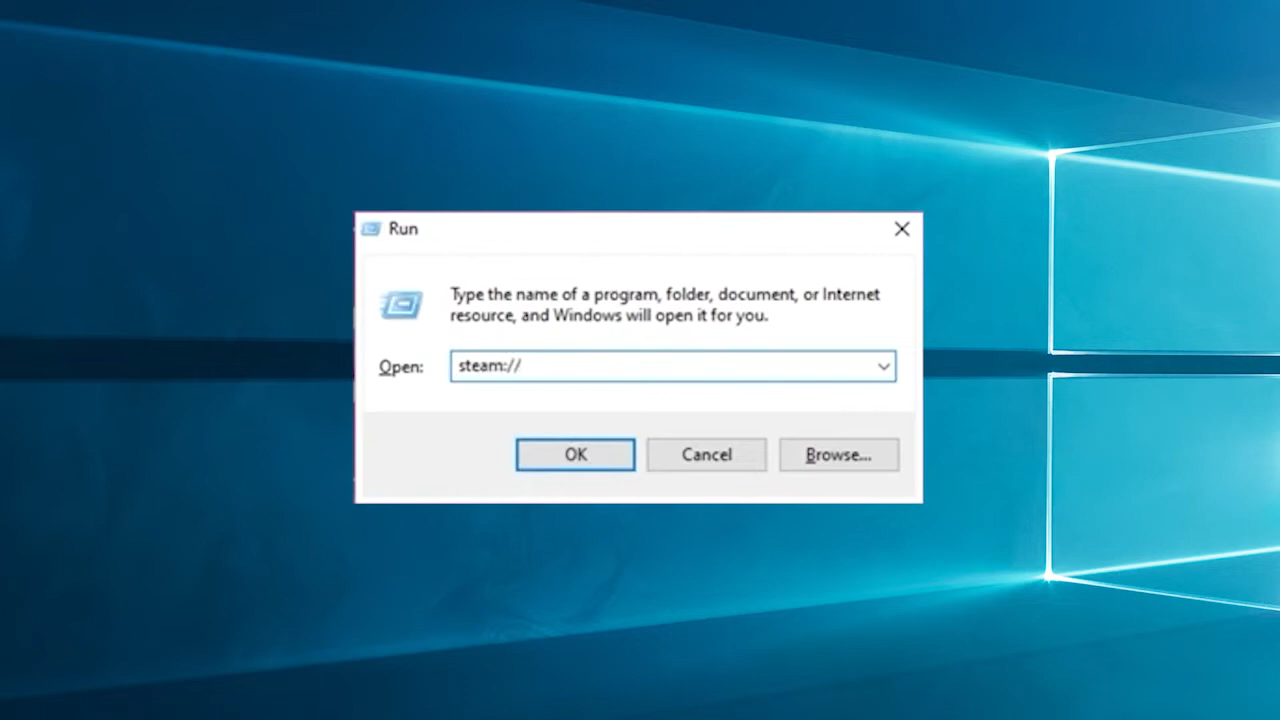 Run
Type the name of a program, folder, document, or Internet
resource, and Windows will open it for you.
Open: steam://
OK Cancel Browse...